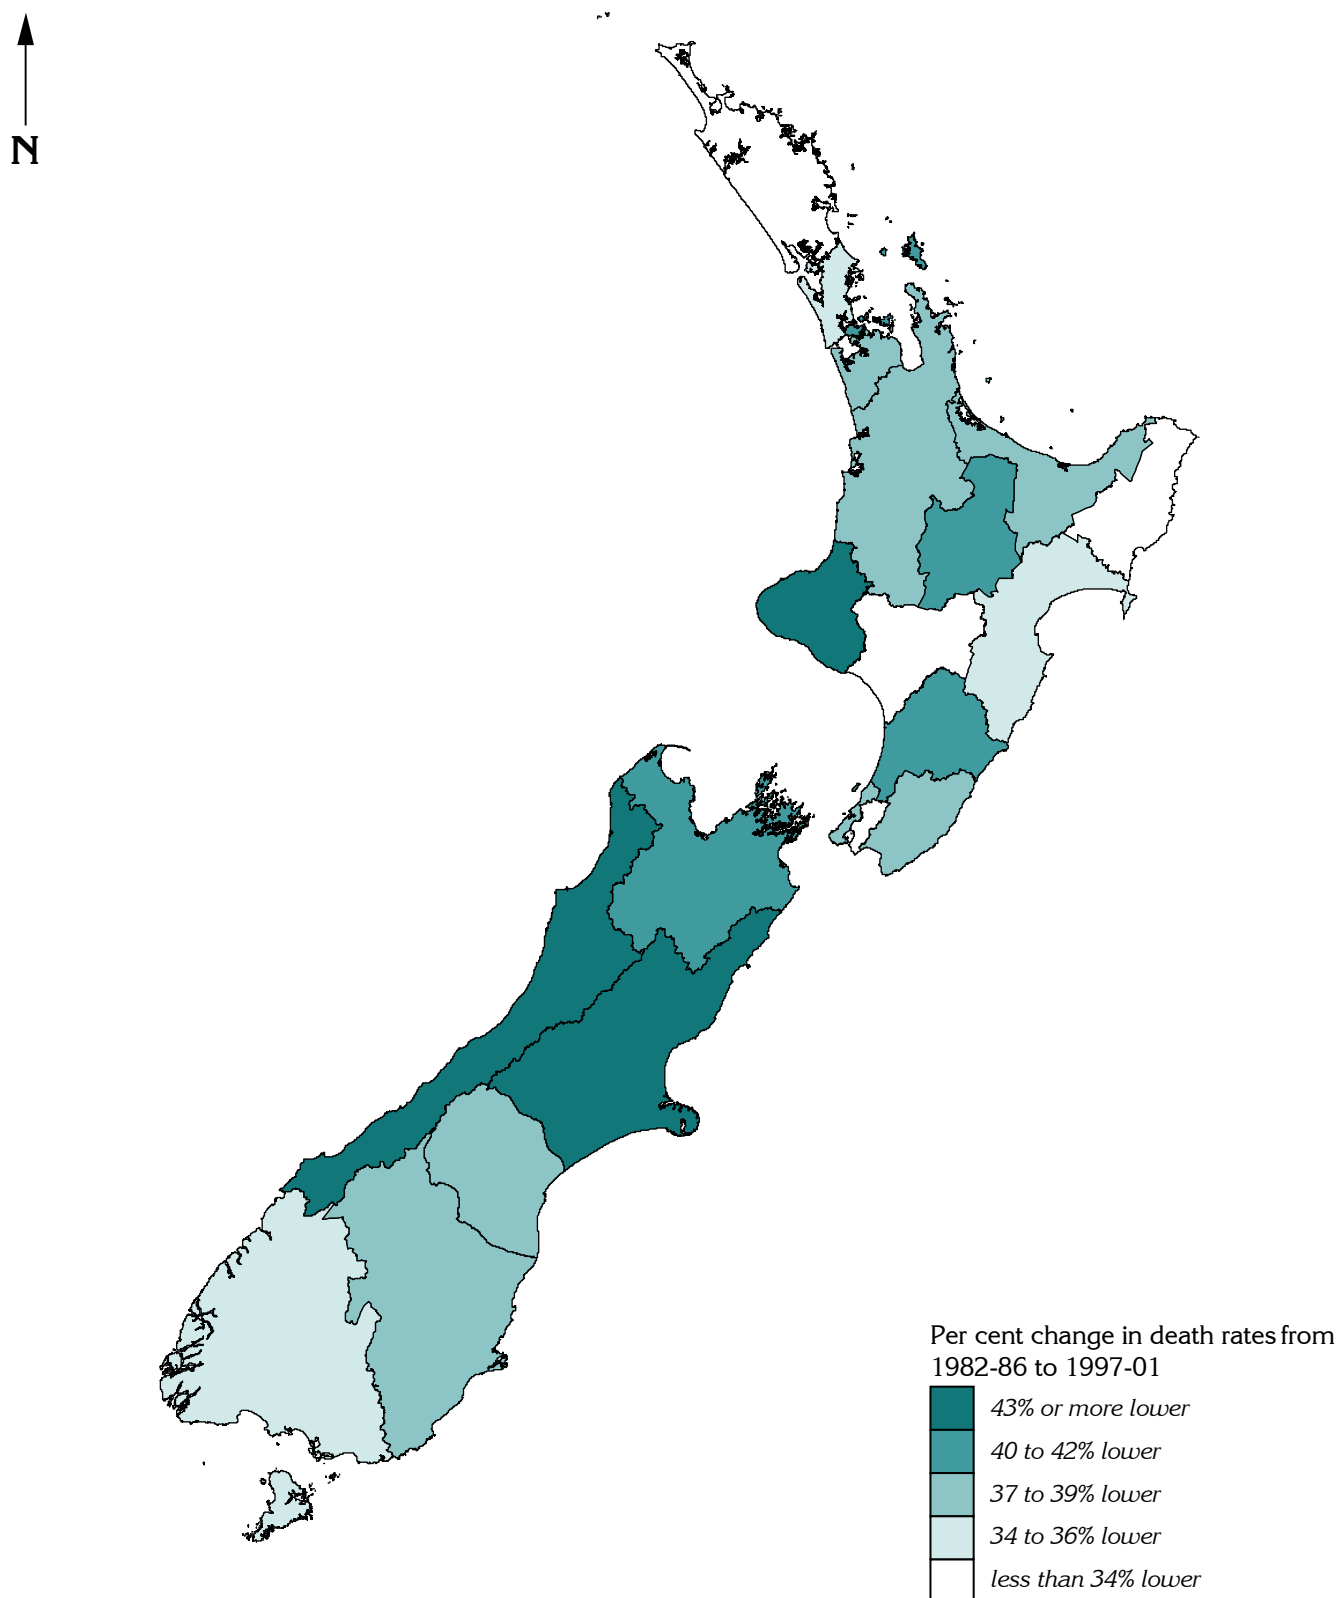 N
Per cent change in death rates from
1982-86 to 1997-01
43% or more lower
40 to 42% lower
37 to 39% lower
34 to 36% lower
less than 34% lower